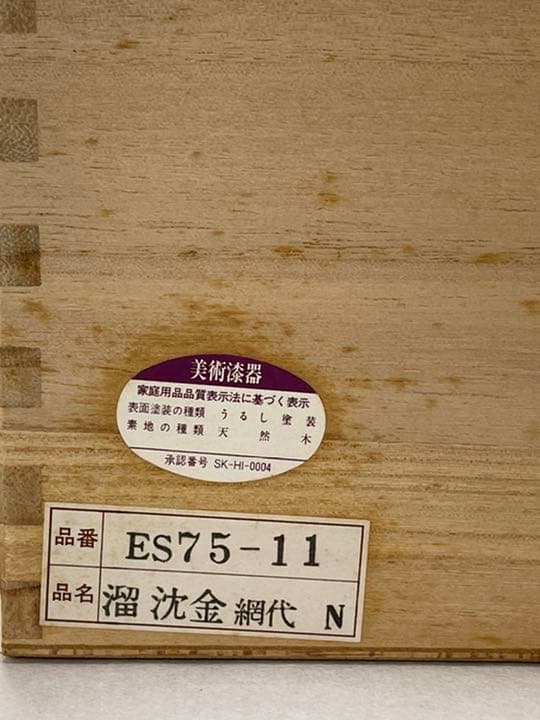 美術漆器
家庭用品品質表示法に基づく表示
表面塗装の種類 うるし塗装
素地の種類 天然木
承認番号 SK-HI-0004
品番 ES75-11
品名 溜 沈金 網代 N